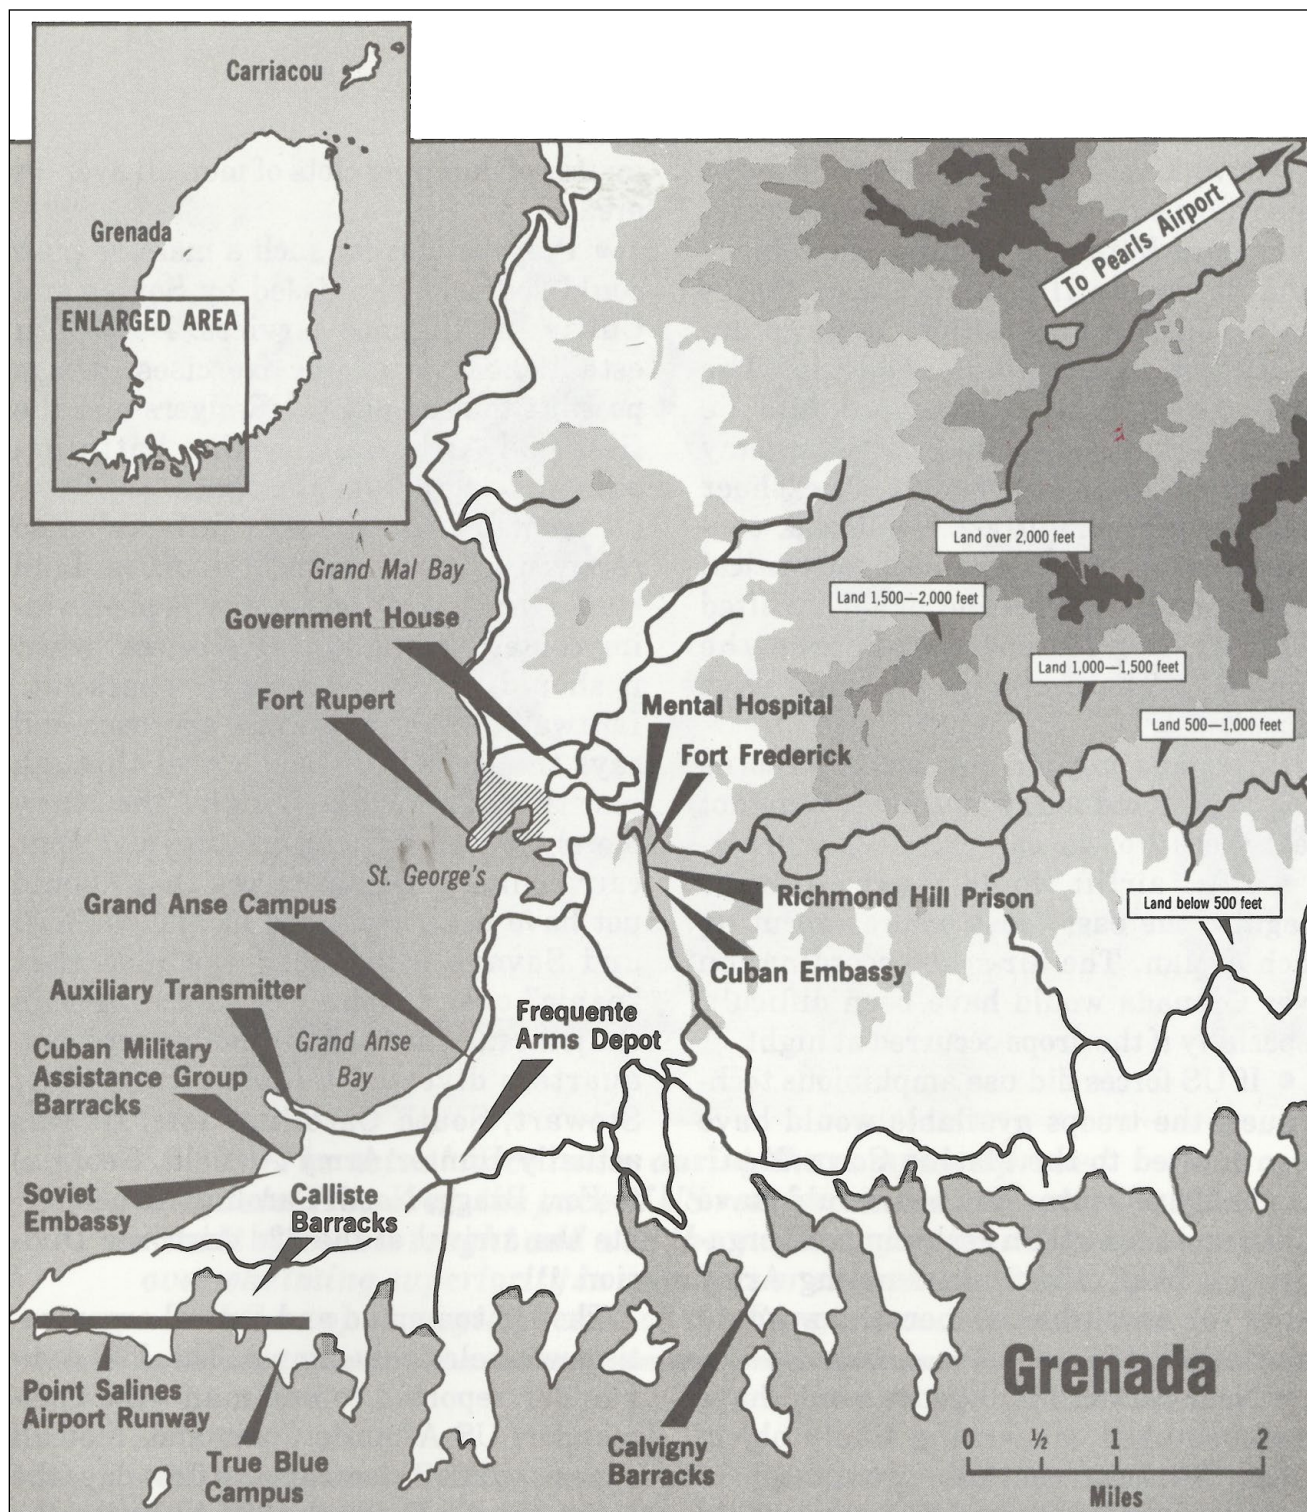 Carriacou
Grenada
ENLARGED AREA
To Pearls Airport
Land over 2,000 feet
Grand Mal Bay
Land 1,500—2,000 feet
Government House
Land 1,000—1,500 feet
Fort Rupert
Mental Hospital
Land 500—1,000 feet
Fort Frederick
St. George's
Richmond Hill Prison
Grand Anse Campus
Land below 500 feet
Cuban Embassy
Auxiliary Transmitter
Frequente
Arms Depot
Grand Anse
Bay
Cuban Military
Assistance Group
Barracks
Soviet
Embassy
Calliste
Barracks
Grenada
Point Salines
Airport Runway
True Blue
Campus
Calvigny
Barracks
0 ½ 1 2
Miles